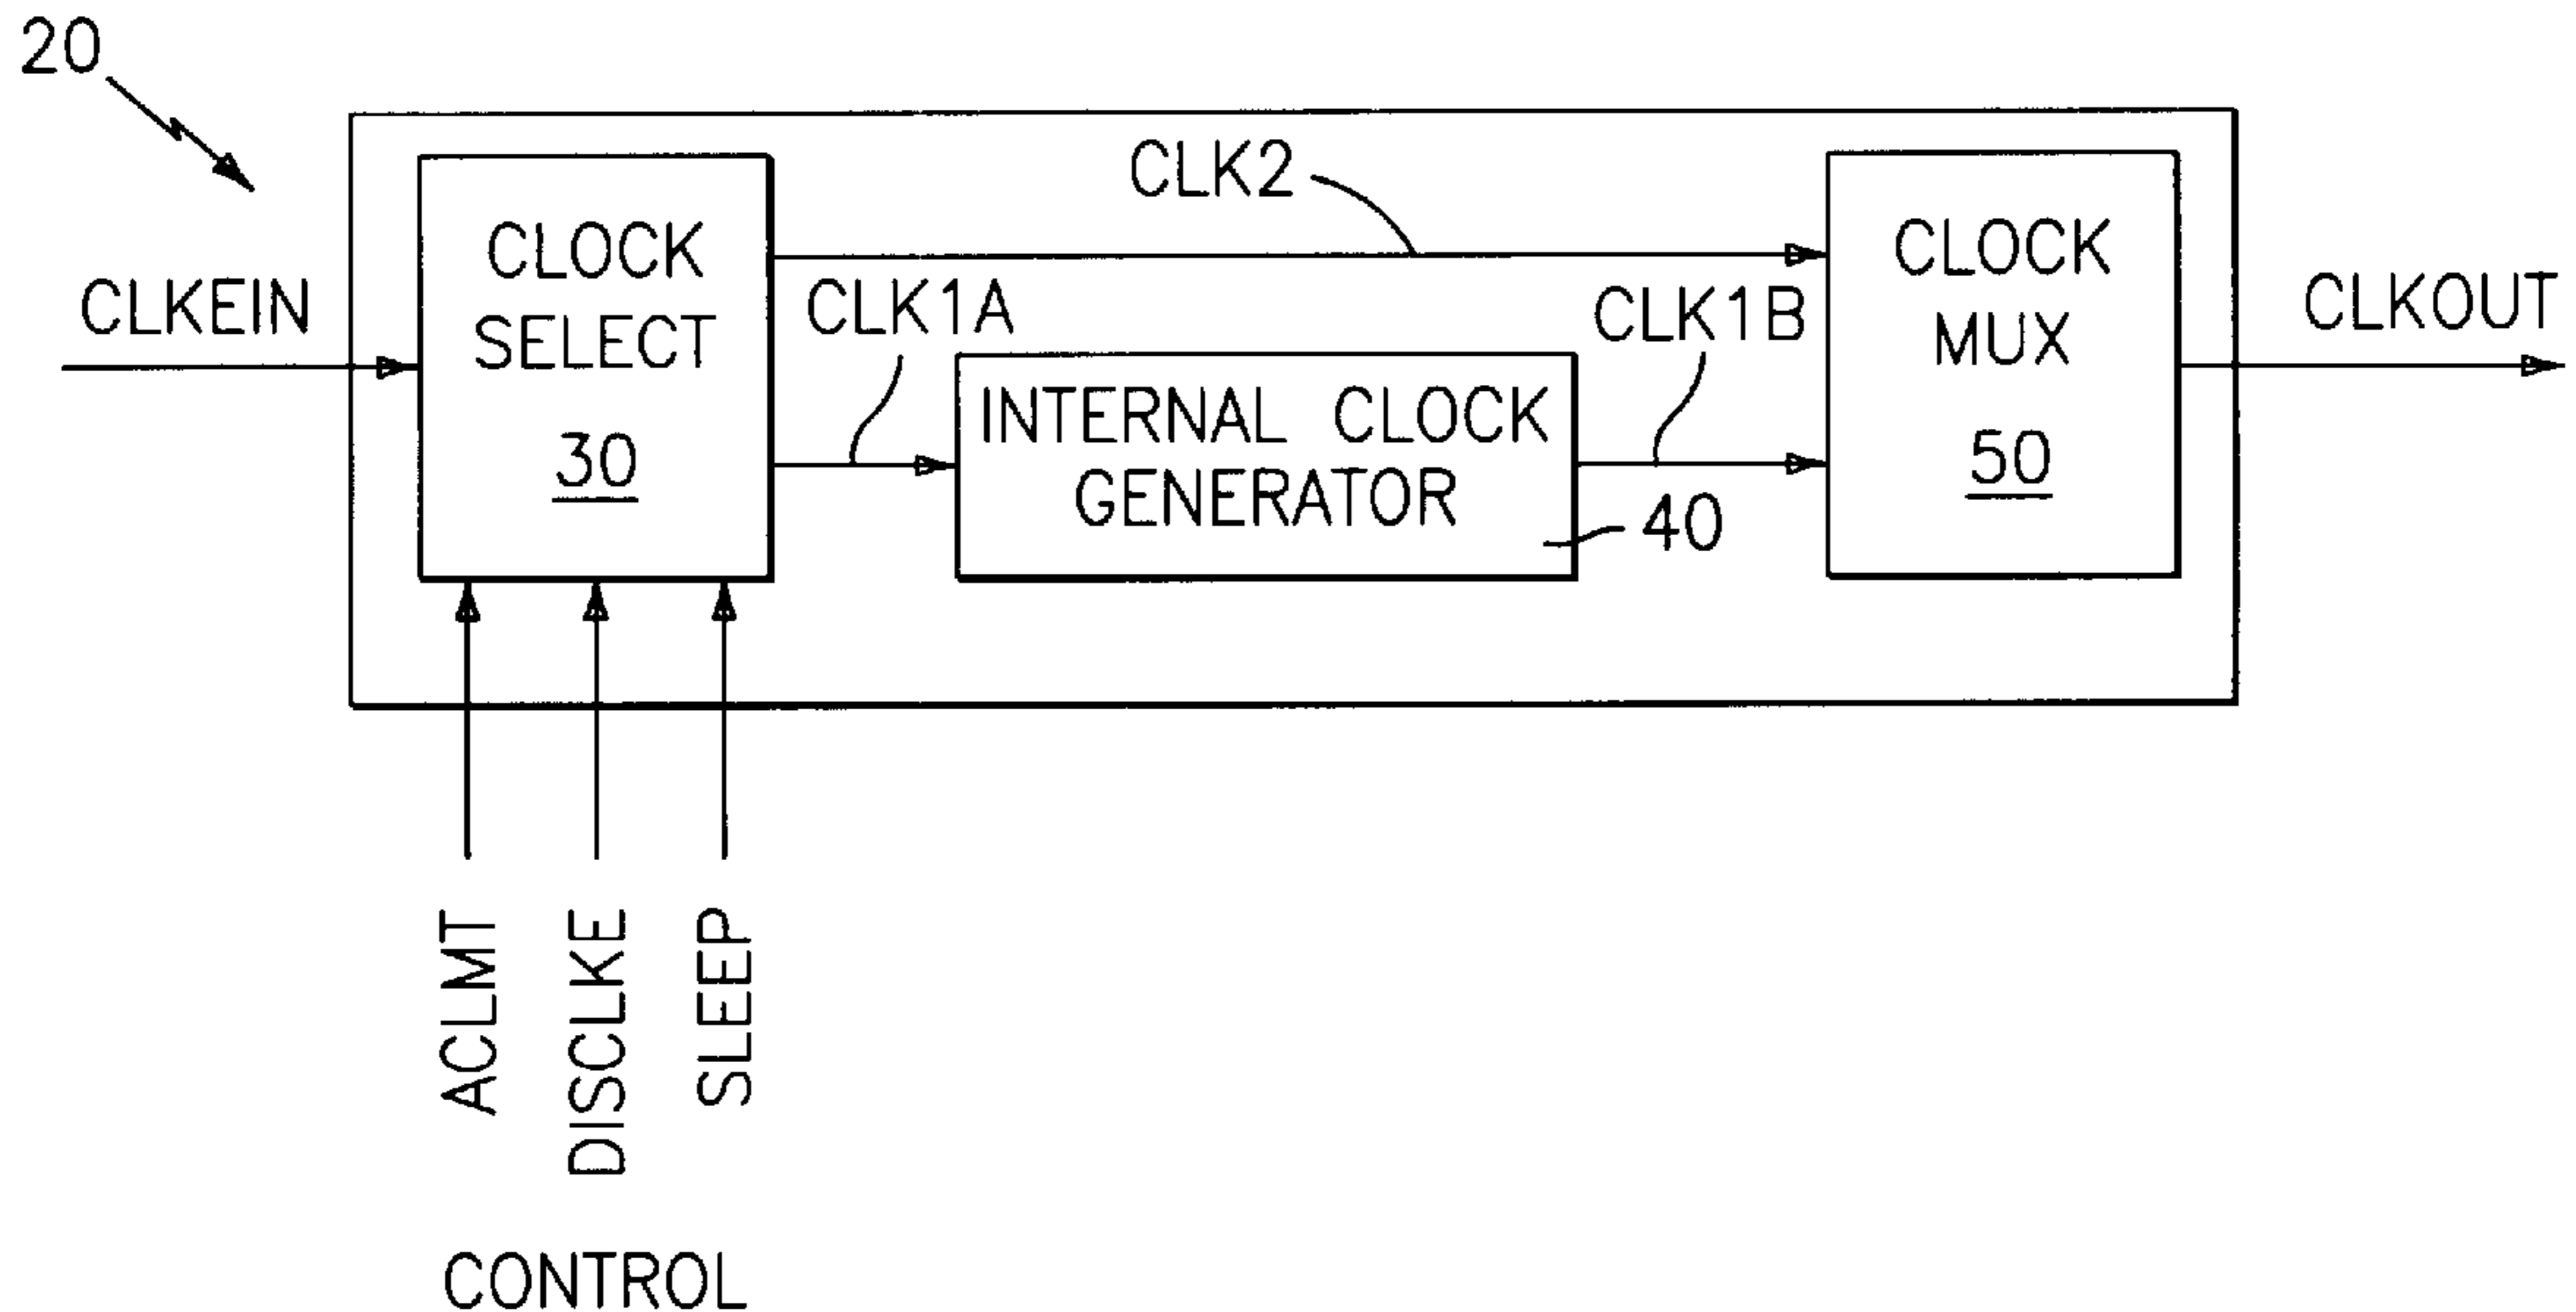 20
CLKEIN
CLOCK
SELECT
30
CLK2
CLK1A
INTERNAL CLOCK
GENERATOR
40
CLK1B
CLOCK
MUX
50
CLKOUT
ACLMT
DISCLKE
SLEEP
CONTROL